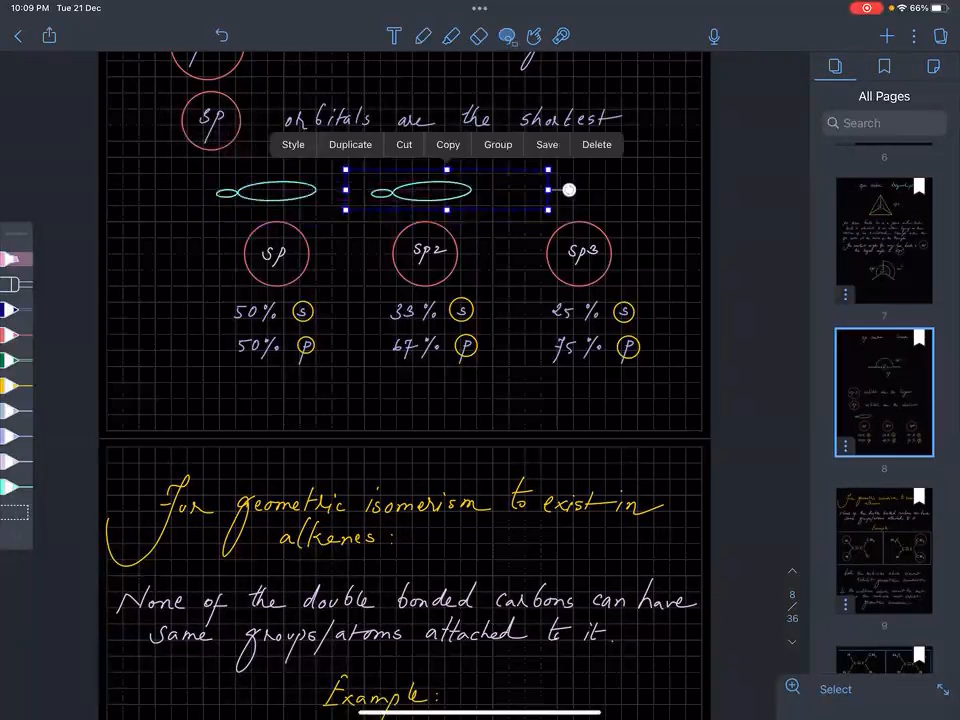 10:09 PM Tue 21 Dec
66%
All Pages
Search
sp orbitals are the shortest
Style Duplicate Cut Copy Group Save Delete
sp sp2 sp3
50% s 33% s 25% s
50% p 67% p 75% p
For geometric isomerism to exist in
alkenes:
None of the double bonded carbons can have
same groups/atoms attached to it.
Example:
6
7
8
9
8
/
36
Select